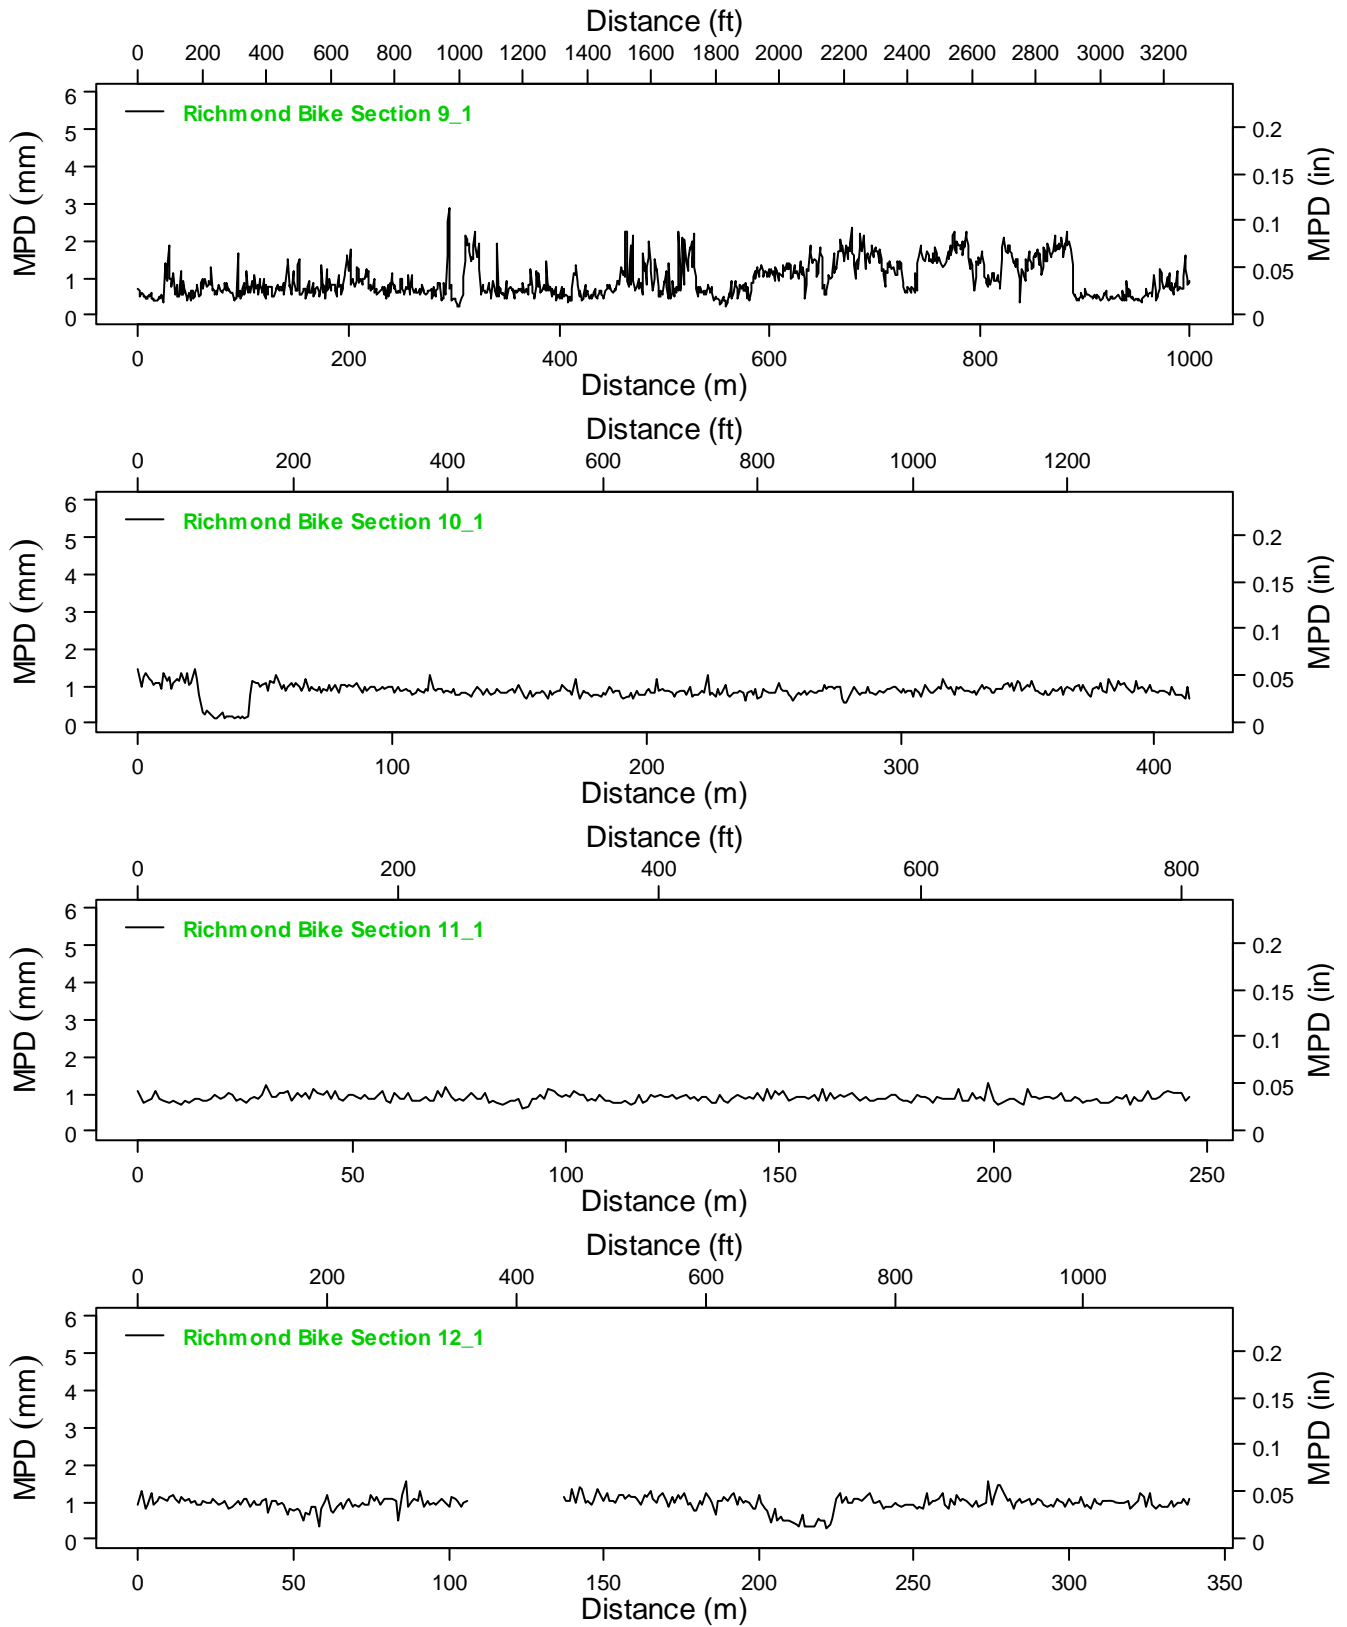 Distance (ft)
0 200 400 600 800 1000 1200 1400 1600 1800 2000 2200 2400 2600 2800 3000 3200
Richmond Bike Section 9_1
MPD (mm)
6
5
4
3
2
1
0
0.2
0.15
0.1
0.05
0
MPD (in)
0 200 400 600 800 1000
Distance (m)
Distance (ft)
0 200 400 600 800 1000 1200
Richmond Bike Section 10_1
MPD (mm)
6
5
4
3
2
1
0
0.2
0.15
0.1
0.05
0
MPD (in)
0 100 200 300 400
Distance (m)
Distance (ft)
0 200 400 600 800
Richmond Bike Section 11_1
MPD (mm)
6
5
4
3
2
1
0
0.2
0.15
0.1
0.05
0
MPD (in)
0 50 100 150 200 250
Distance (m)
Distance (ft)
0 200 400 600 800 1000
Richmond Bike Section 12_1
MPD (mm)
6
5
4
3
2
1
0
0.2
0.15
0.1
0.05
0
MPD (in)
0 50 100 150 200 250 300 350
Distance (m)